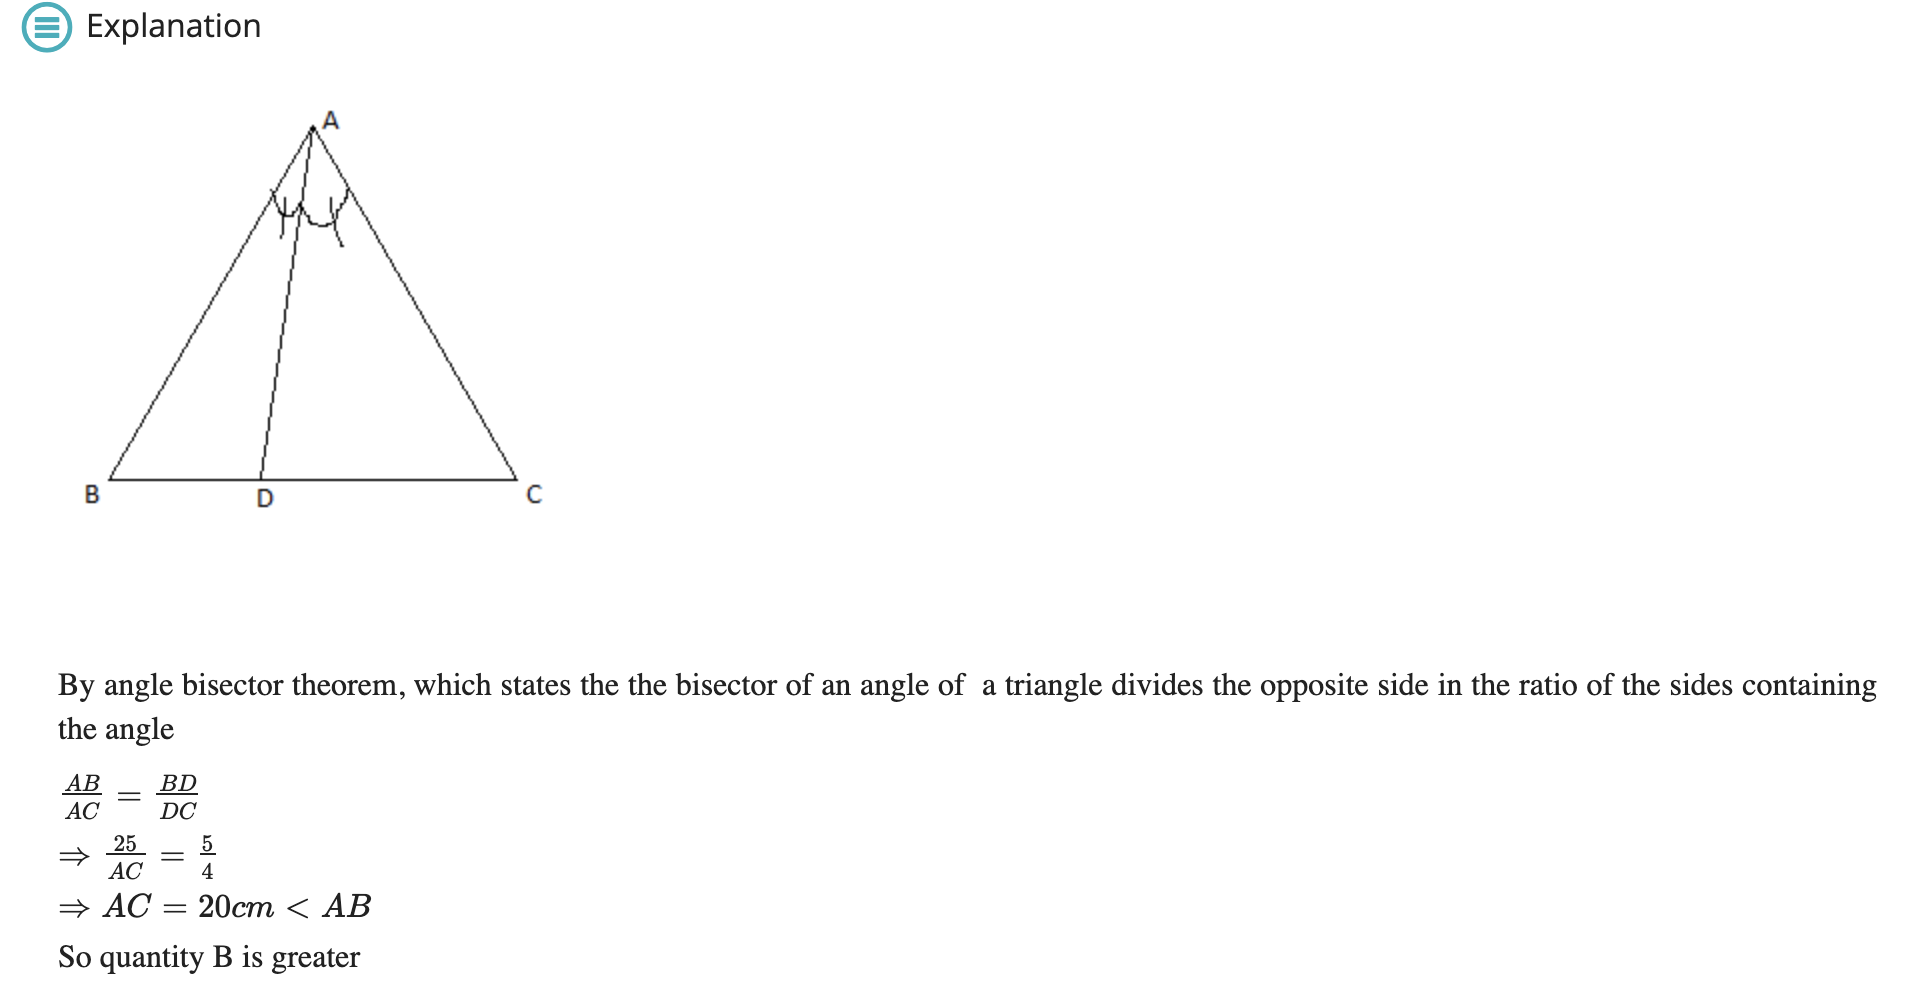 Explanation
A
B
D
C
By angle bisector theorem, which states the the bisector of an angle of a triangle divides the opposite side in the ratio of the sides containing
the angle
AB/AC = BD/DC
⇒ 25/AC = 5/4
⇒ AC = 20cm < AB
So quantity B is greater